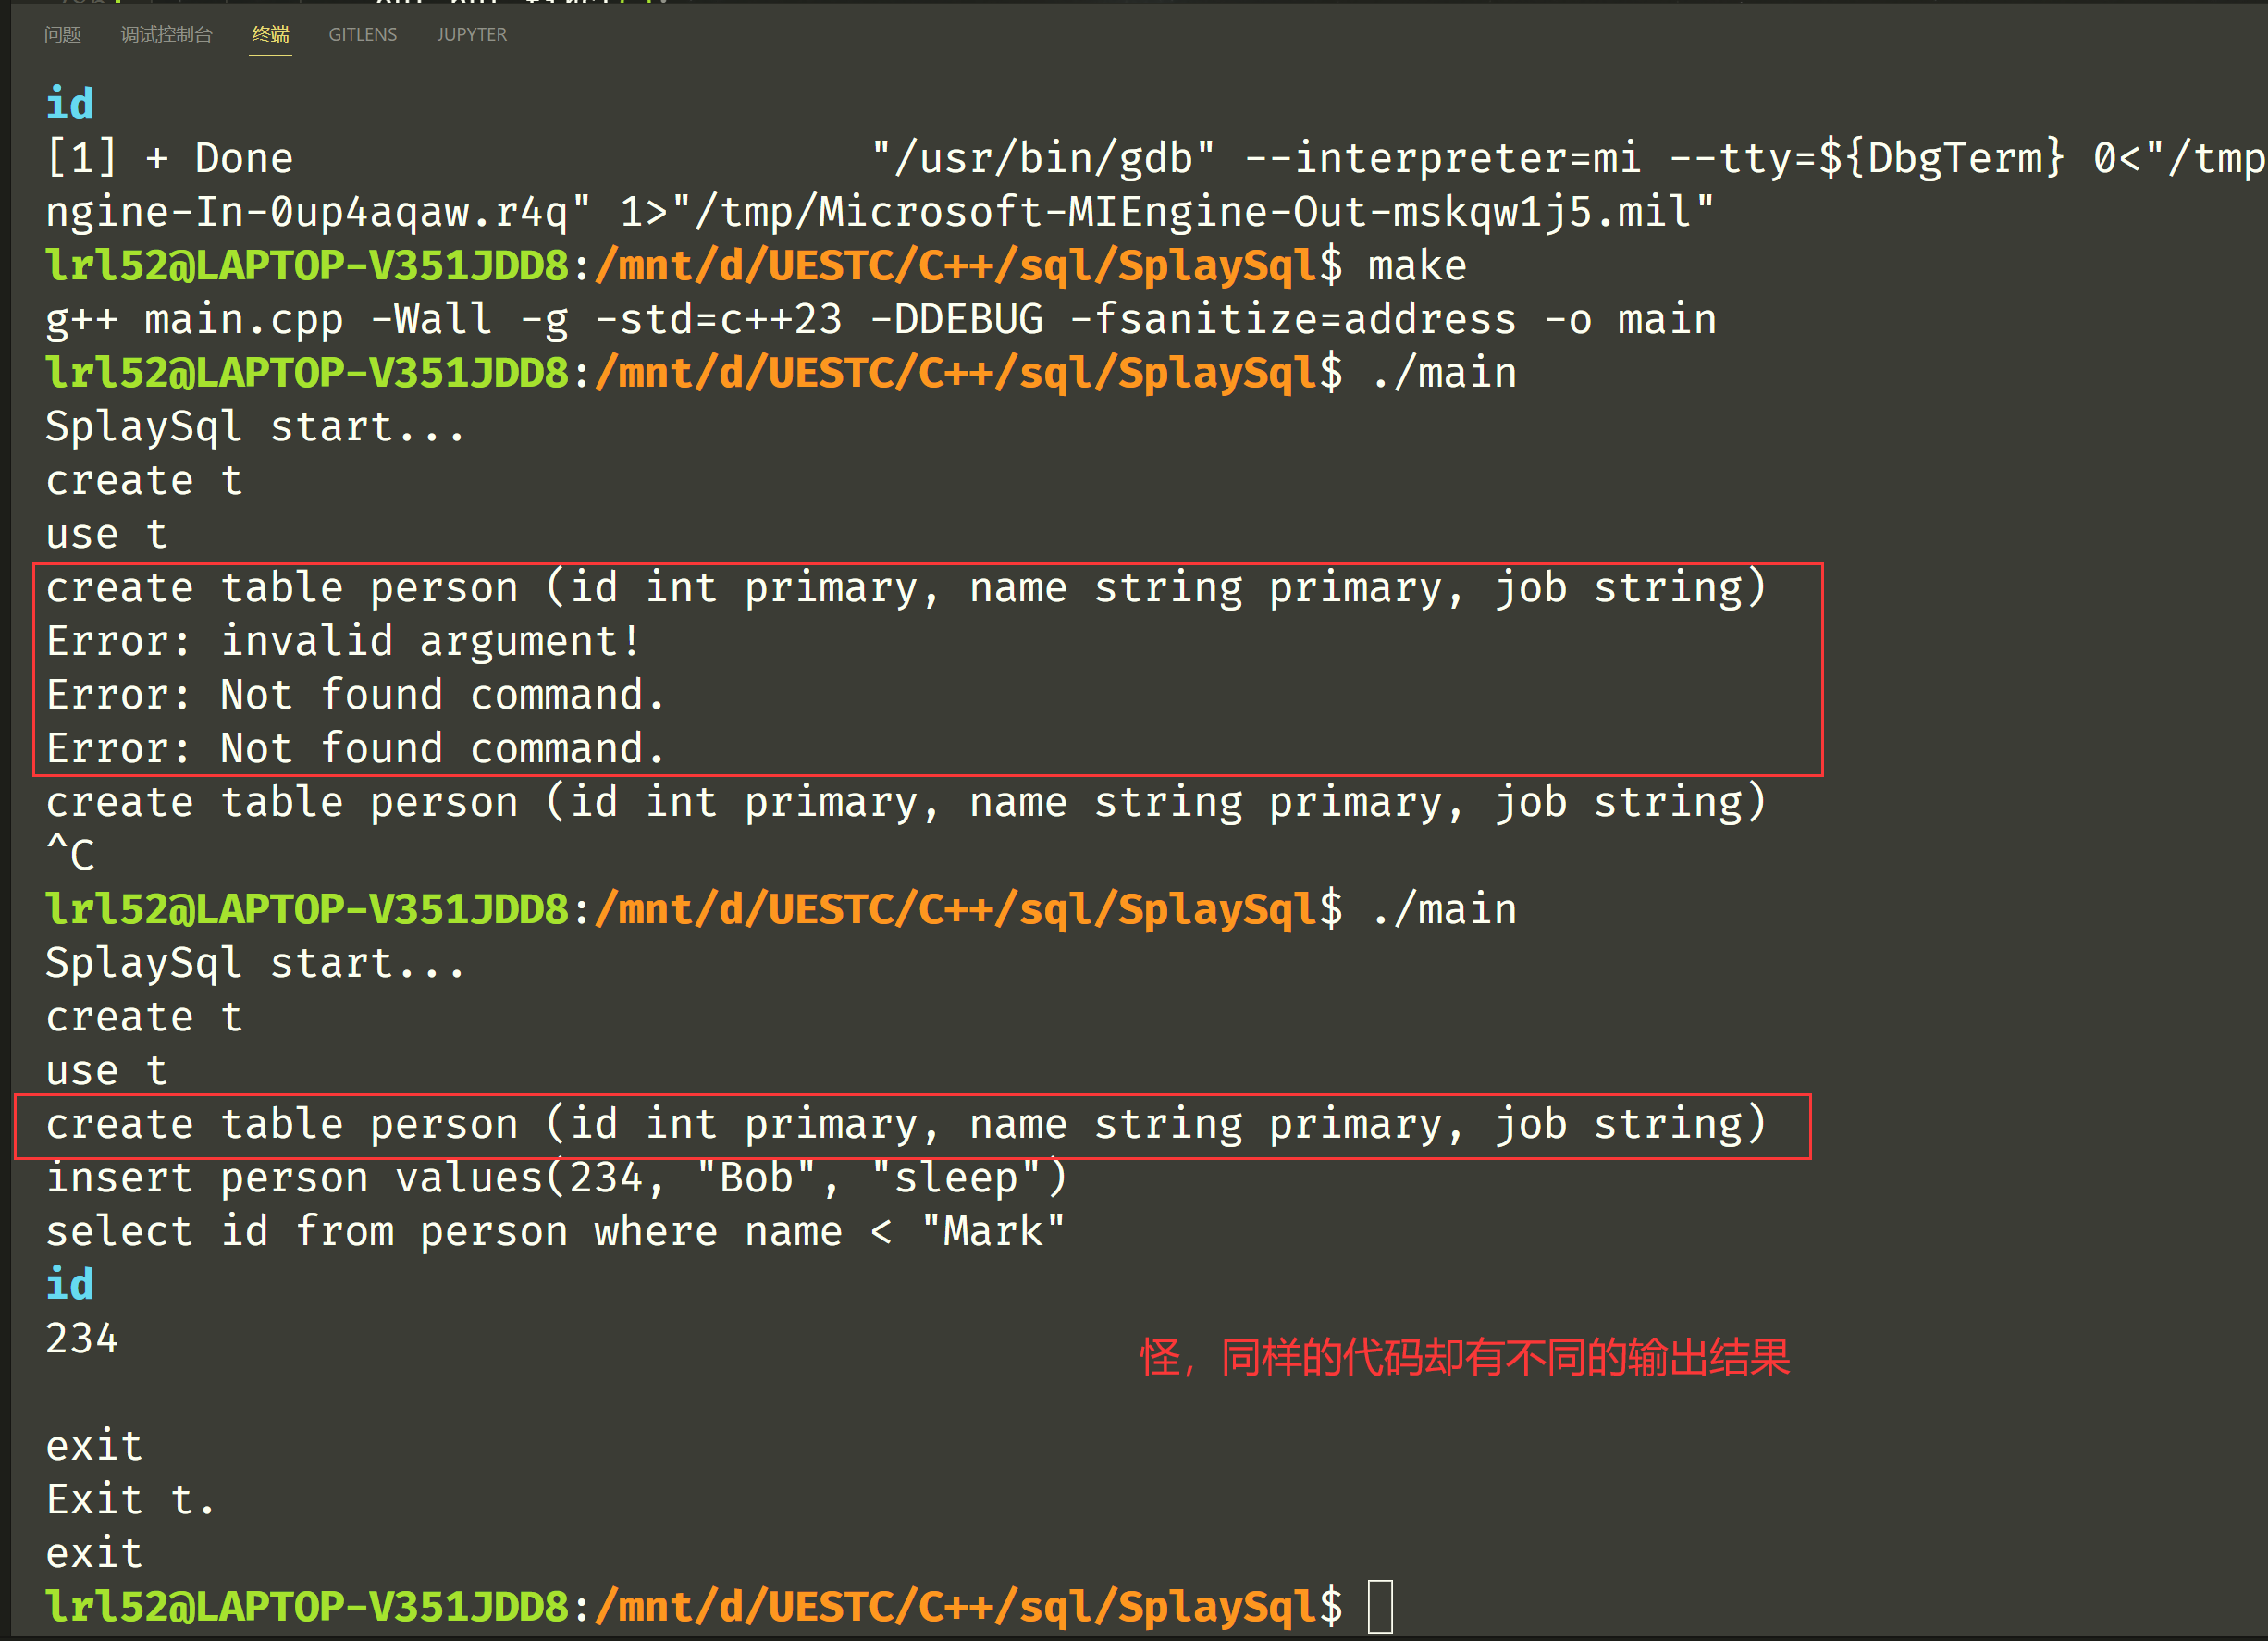 问题 调试控制台 终端 GITLENS JUPYTER
id
[1] + Done "/usr/bin/gdb" --interpreter=mi --tty=${DbgTerm} 0<"/tmp
ngine-In-0up4aqaw.r4q" 1>"/tmp/Microsoft-MIEngine-Out-mskqw1j5.mil"
lrl52@LAPTOP-V351JDD8:/mnt/d/UESTC/C++/sql/SplaySql$ make
g++ main.cpp -Wall -g -std=c++23 -DDEBUG -fsanitize=address -o main
lrl52@LAPTOP-V351JDD8:/mnt/d/UESTC/C++/sql/SplaySql$ ./main
SplaySql start...
create t
use t
create table person (id int primary, name string primary, job string)
Error: invalid argument!
Error: Not found command.
Error: Not found command.
create table person (id int primary, name string primary, job string)
^C
lrl52@LAPTOP-V351JDD8:/mnt/d/UESTC/C++/sql/SplaySql$ ./main
SplaySql start...
create t
use t
create table person (id int primary, name string primary, job string)
insert person values(234, "Bob", "sleep")
select id from person where name < "Mark"
id
234
怪，同样的代码却有不同的输出结果
exit
Exit t.
exit
lrl52@LAPTOP-V351JDD8:/mnt/d/UESTC/C++/sql/SplaySql$